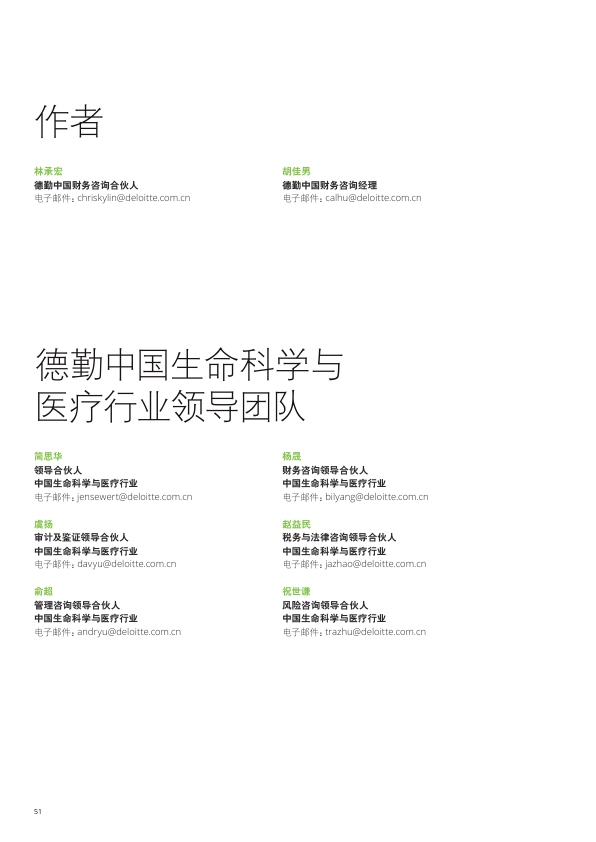 作者
林承宏
德勤中国财务咨询合伙人
电子邮件：chriskylin@deloitte.com.cn
胡佳男
德勤中国财务咨询经理
电子邮件：calhu@deloitte.com.cn
德勤中国生命科学与
医疗行业领导团队
简思华
领导合伙人
中国生命科学与医疗行业
电子邮件：jensewert@deloitte.com.cn
杨晟
财务咨询领导合伙人
中国生命科学与医疗行业
电子邮件：bilyang@deloitte.com.cn
虞扬
审计及鉴证领导合伙人
中国生命科学与医疗行业
电子邮件：davyu@deloitte.com.cn
赵益民
税务与法律咨询领导合伙人
中国生命科学与医疗行业
电子邮件：jazhao@deloitte.com.cn
俞超
管理咨询领导合伙人
中国生命科学与医疗行业
电子邮件：andryu@deloitte.com.cn
祝世谦
风险咨询领导合伙人
中国生命科学与医疗行业
电子邮件：trazhu@deloitte.com.cn
51